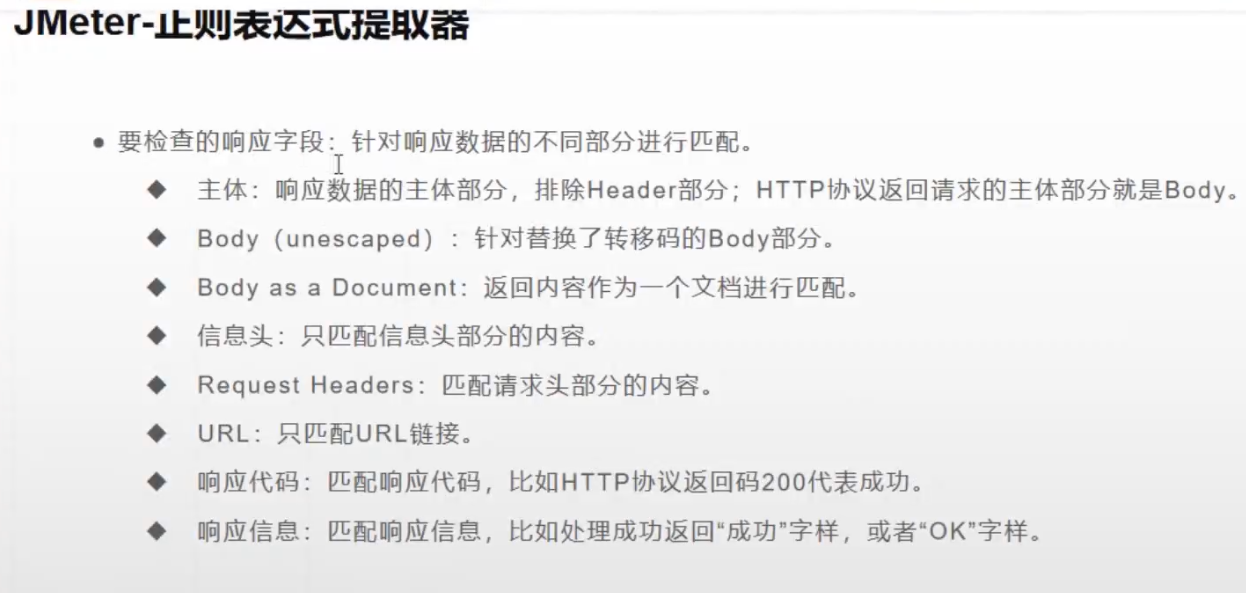 JMeter-正则表达式提取器
● 要检查的响应字段：针对响应数据的不同部分进行匹配。
◆ 主体：响应数据的主体部分，排除Header部分；HTTP协议返回请求的主体部分就是Body。
◆ Body（unescaped）：针对替换了转移码的Body部分。
◆ Body as a Document：返回内容作为一个文档进行匹配。
◆ 信息头：只匹配信息头部分的内容。
◆ Request Headers：匹配请求头部分的内容。
◆ URL：只匹配URL链接。
◆ 响应代码：匹配响应代码，比如HTTP协议返回码200代表成功。
◆ 响应信息：匹配响应信息，比如处理成功返回“成功”字样，或者“OK”字样。